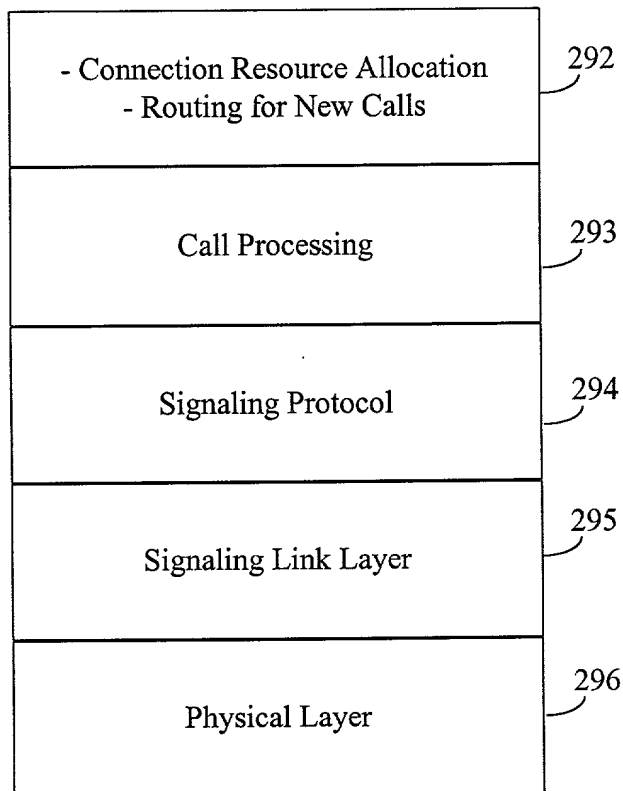 - Connection Resource Allocation
- Routing for New Calls
292
Call Processing
293
Signaling Protocol
294
Signaling Link Layer
295
Physical Layer
296